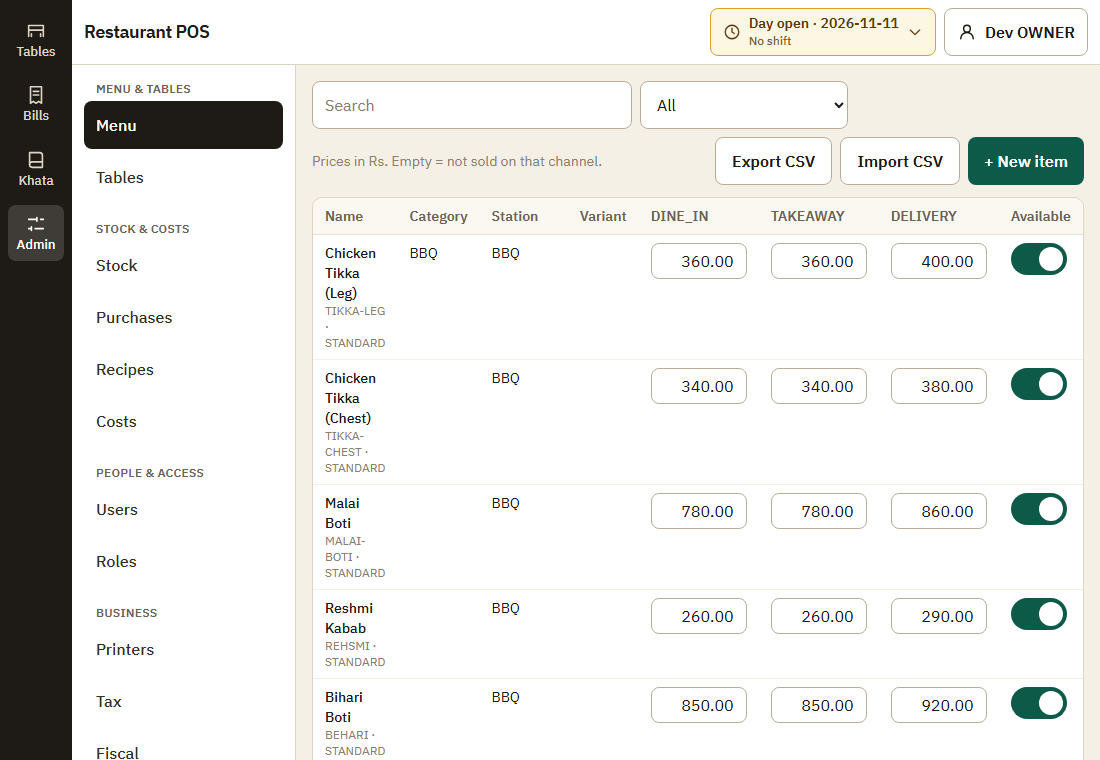 Tables
Bills
Khata
Admin
Restaurant POS
Day open · 2026-11-11
No shift
Dev OWNER
MENU & TABLES
Menu
Tables
STOCK & COSTS
Stock
Purchases
Recipes
Costs
PEOPLE & ACCESS
Users
Roles
BUSINESS
Printers
Tax
Fiscal
Search
All
Prices in Rs. Empty = not sold on that channel.
Export CSV
Import CSV
+ New item
Name Category Station Variant DINE_IN TAKEAWAY DELIVERY Available
Chicken BBQ BBQ 360.00 360.00 400.00
Tikka
(Leg)
TIKKA-LEG
·
STANDARD
Chicken BBQ 340.00 340.00 380.00
Tikka
(Chest)
TIKKA-
CHEST ·
STANDARD
Malai BBQ 780.00 780.00 860.00
Boti
MALAI-
BOTI ·
STANDARD
Reshmi BBQ 260.00 260.00 290.00
Kabab
REHSMI ·
STANDARD
Bihari BBQ 850.00 850.00 920.00
Boti
BEHARI ·
STANDARD